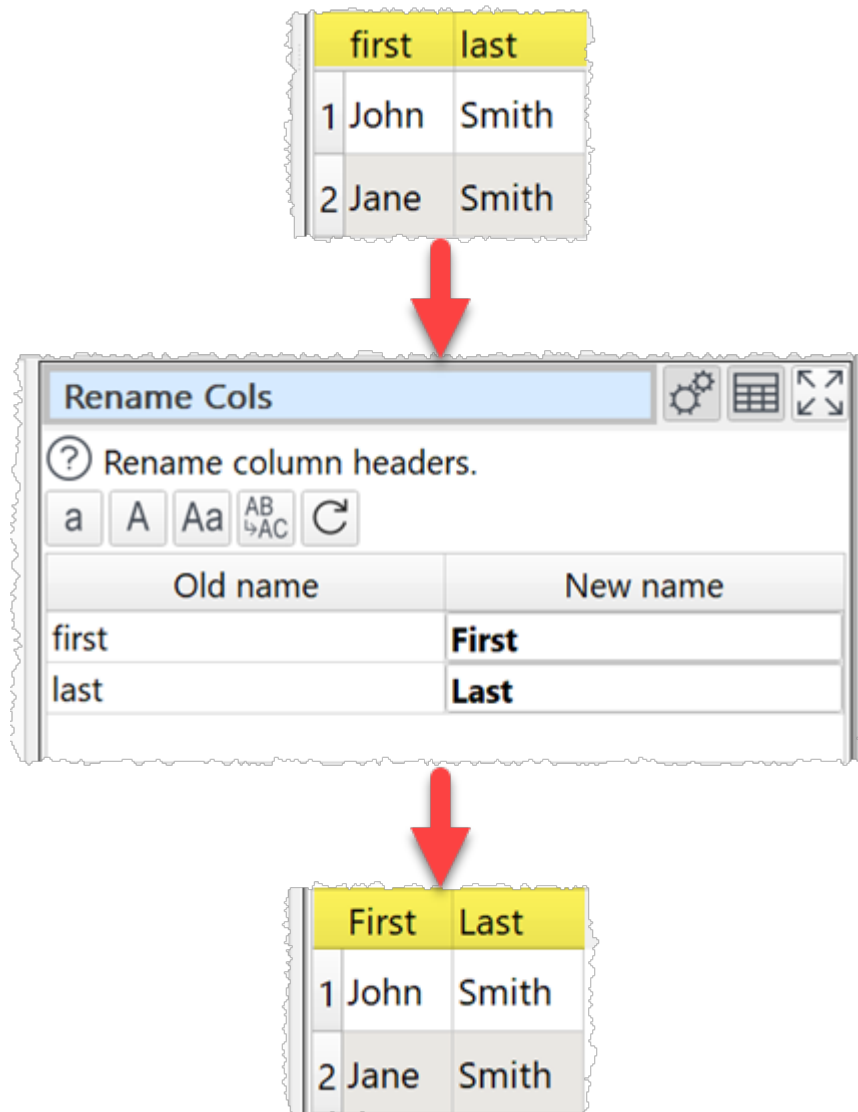 first last
1 John Smith
2 Jane Smith
Rename Cols
? Rename column headers.
a A Aa AB
↳AC
Old name New name
first First
last Last
First Last
1 John Smith
2 Jane Smith